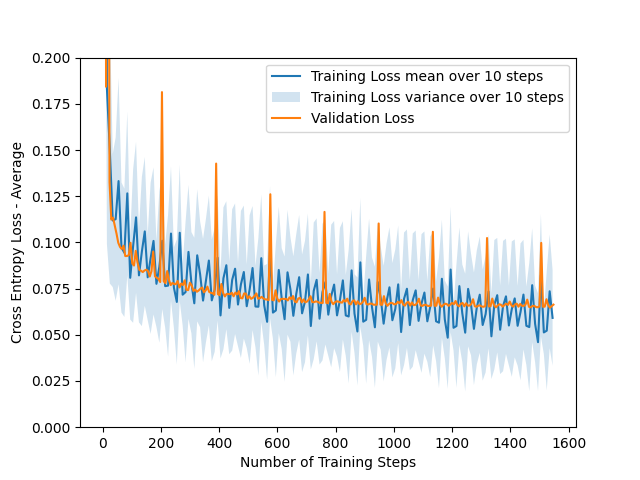 0.200
0.175
0.150
0.125
0.100
0.075
0.050
0.025
0.000
Cross Entropy Loss - Average
Training Loss mean over 10 steps
Training Loss variance over 10 steps
Validation Loss
0 200 400 600 800 1000 1200 1400 1600
Number of Training Steps